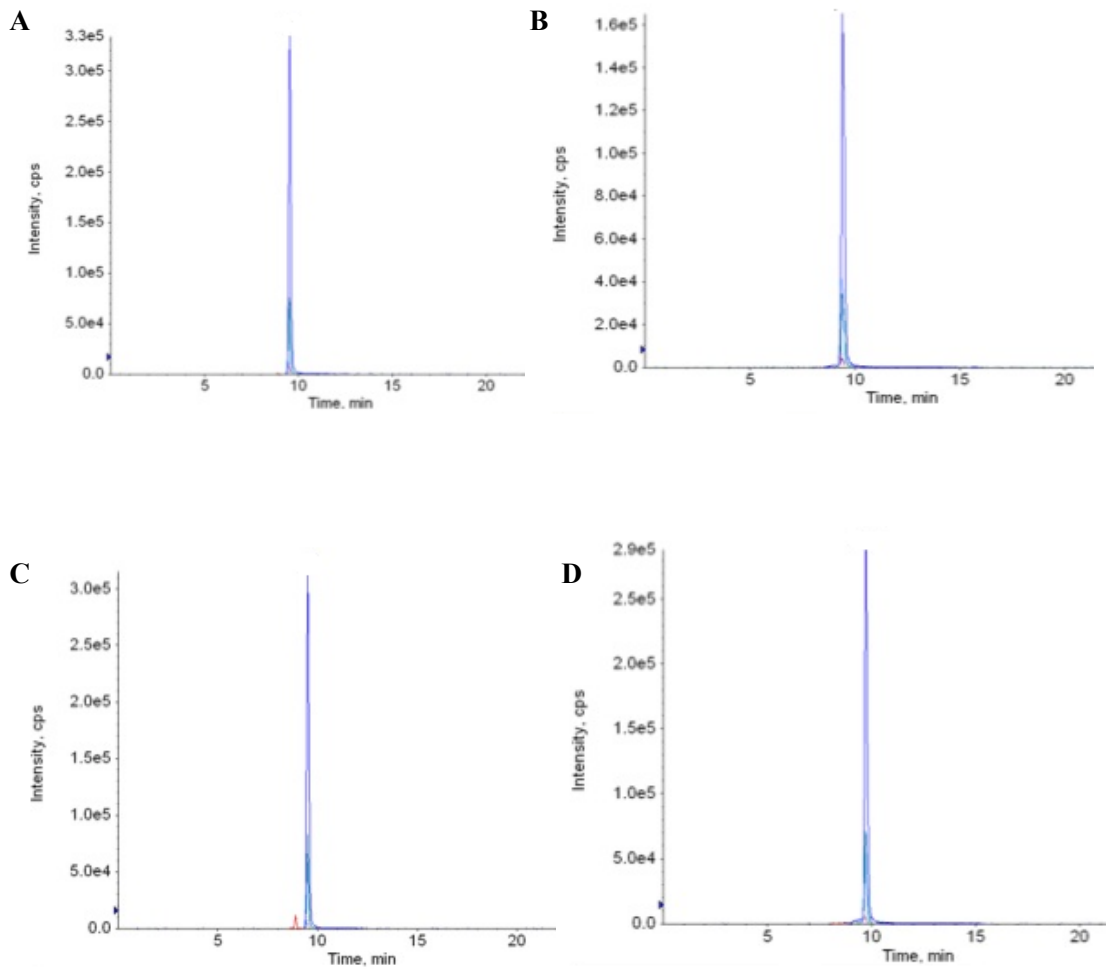 A
3.3e5
3.0e5
2.5e5
2.0e5
1.5e5
1.0e5
5.0e4
0.0
Intensity, cps
5 10 15 20
Time, min
B
1.6e5
1.4e5
1.2e5
1.0e5
8.0e4
6.0e4
4.0e4
2.0e4
0.0
Intensity, cps
5 10 15 20
Time, min
C
3.0e5
2.5e5
2.0e5
1.5e5
1.0e5
5.0e4
0.0
Intensity, cps
5 10 15 20
Time, min
D
2.9e5
2.5e5
2.0e5
1.5e5
1.0e5
5.0e4
0.0
Intensity, cps
5 10 15 20
Time, min